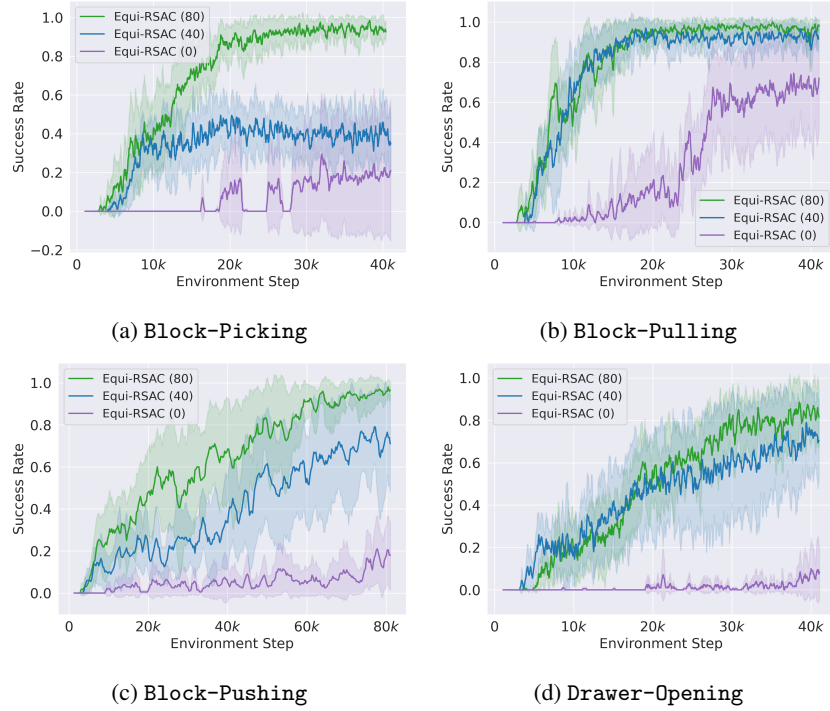 Equi-RSAC (80)
Equi-RSAC (40)
Equi-RSAC (0)
Success Rate
1.0
0.8
0.6
0.4
0.2
0.0
−0.2
0
10k
20k
30k
40k
Environment Step
(a) Block-Picking
Success Rate
1.0
0.8
0.6
0.4
0.2
0.0
Equi-RSAC (80)
Equi-RSAC (40)
Equi-RSAC (0)
0
10k
20k
30k
40k
Environment Step
(b) Block-Pulling
Equi-RSAC (80)
Equi-RSAC (40)
Equi-RSAC (0)
Success Rate
1.0
0.8
0.6
0.4
0.2
0.0
0
20k
40k
60k
80k
Environment Step
(c) Block-Pushing
Equi-RSAC (80)
Equi-RSAC (40)
Equi-RSAC (0)
Success Rate
1.0
0.8
0.6
0.4
0.2
0.0
0
10k
20k
30k
40k
Environment Step
(d) Drawer-Opening